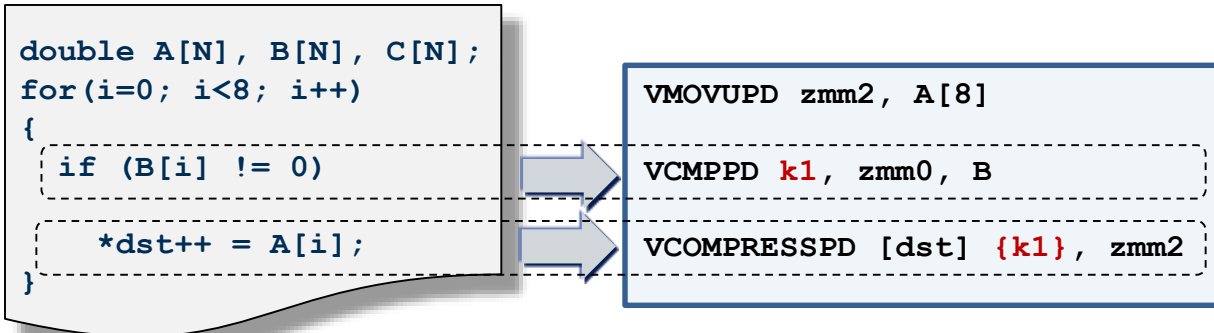 double A[N], B[N], C[N];
for(i=0; i<8; i++)
{
if (B[i] != 0)
*dst++ = A[i];
}
VMOVUPD zmm2, A[8]
VCMPPD k1, zmm0, B
VCOMPRESSPD [dst] {k1}, zmm2